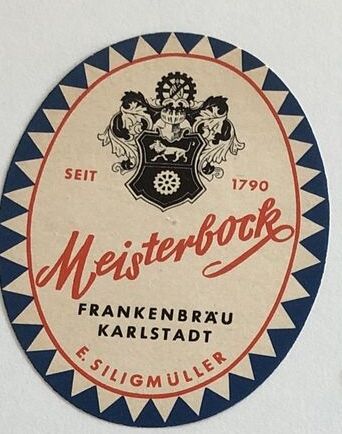 SEIT 1790
Meisterbock
FRANKENBRÄU
KARLSTADT
E. SILIGMÜLLER